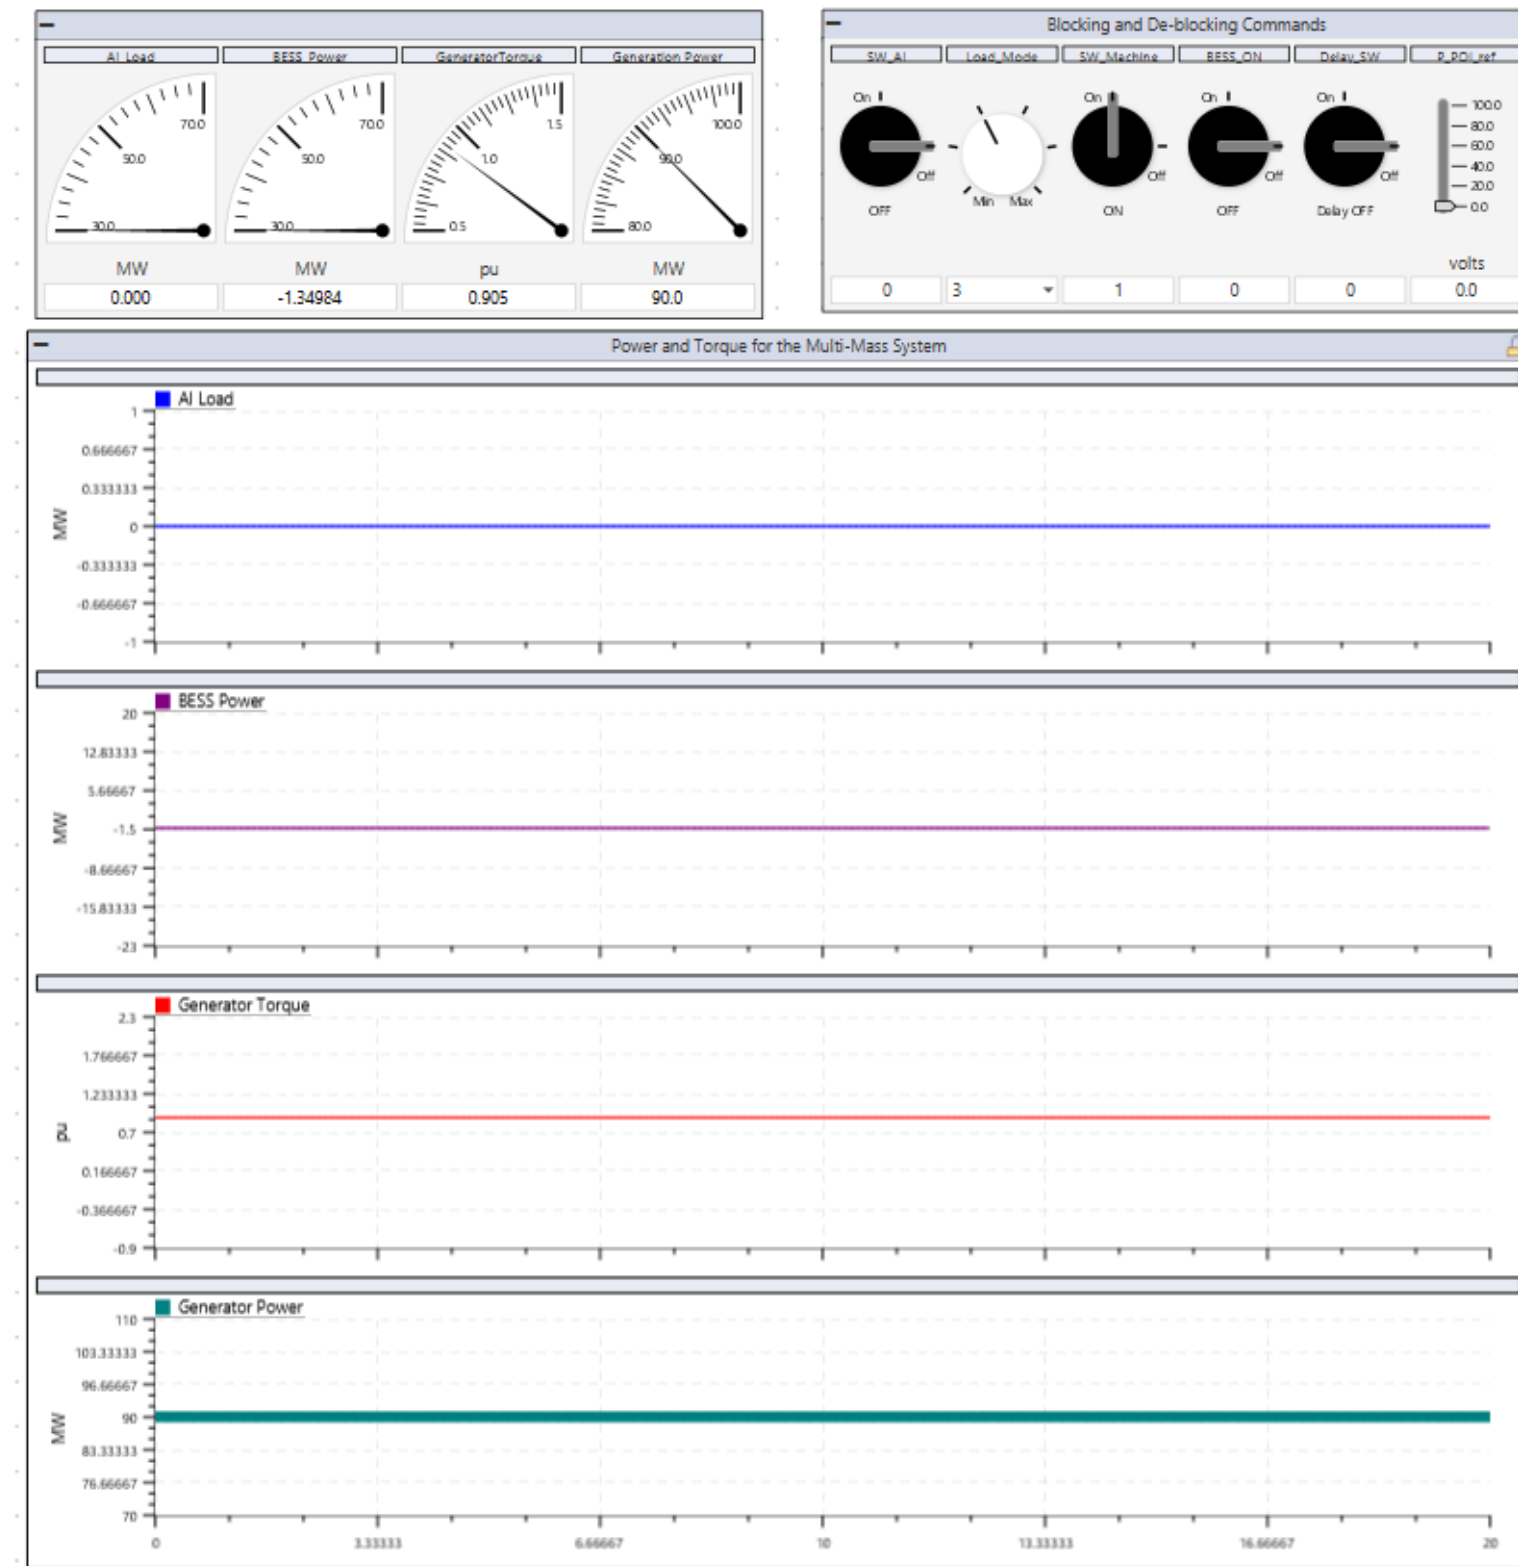 AI Load BESS Power GeneratorTorque Generation Power
70.0 70.0 1.5 100.0
50.0 50.0 1.0 90.0
30.0 30.0 0.5 80.0
MW MW pu MW
0.000 -1.34984 0.905 90.0
Blocking and De-blocking Commands
SW_AI Load_Mode SW_Machine BESS_ON Delay_SW P_POI_ref
On On On On 100.0
80.0
60.0
Off Off Off Off 40.0
Min Max 20.0
OFF ON OFF Delay OFF 0.0
volts
0 3 1 0 0 0.0
Power and Torque for the Multi-Mass System
AI Load
1
0.666667
0.333333
MW
0
-0.333333
-0.666667
-1
BESS Power
20
12.83333
5.66667
MW
-1.5
-8.66667
-15.83333
-23
Generator Torque
2.3
1.766667
1.233333
pu
0.7
0.166667
-0.366667
-0.9
Generator Power
110
103.33333
96.66667
MW
90
83.33333
76.66667
70
0 3.33333 6.66667 10 13.33333 16.66667 20